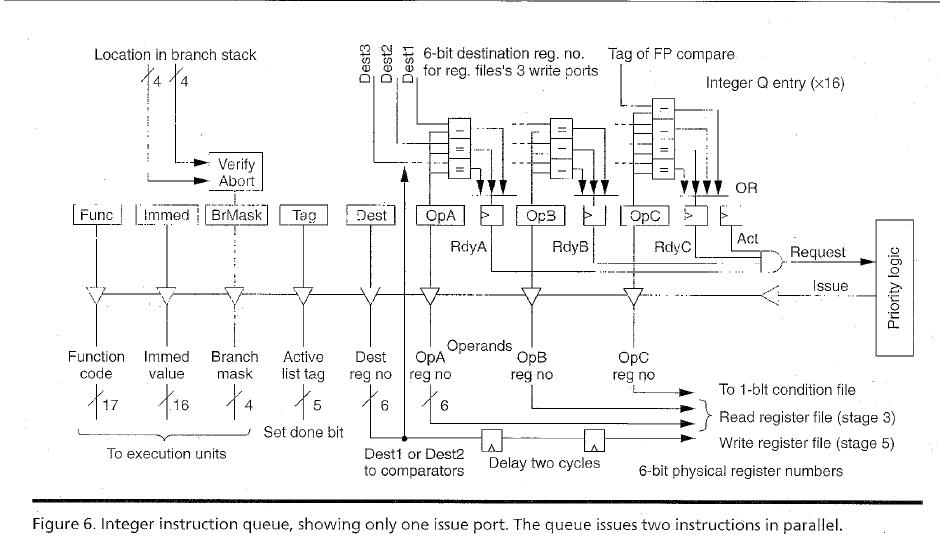 Location in branch stack
4 4
Dest3
Dest2
Dest1
6-bit destination reg. no.
for reg. files's 3 write ports
Tag of FP compare
Integer Q entry (×16)
Verify
Abort
=
=
=
=
=
=
=
=
=
=
OR
Func
Immed
BrMask
Tag
Dest
OpA
OpB
OpC
RdyA
RdyB
RdyC
Act
Request
Issue
Priority logic
Operands
Function
code
Immed
value
Branch
mask
Active
list tag
Dest
reg no
OpA
reg no
OpB
reg no
OpC
reg no
17
16
4
5
6
6
To 1-bit condition file
Read register file (stage 3)
Write register file (stage 5)
Set done bit
To execution units
Dest1 or Dest2
to comparators
Delay two cycles
6-bit physical register numbers
Figure 6. Integer instruction queue, showing only one issue port. The queue issues two instructions in parallel.